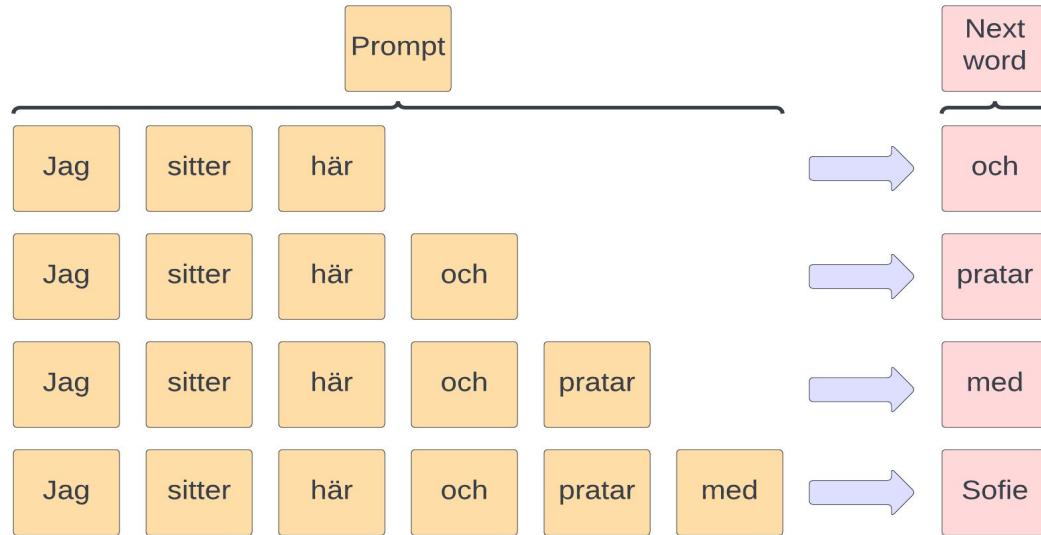 Prompt
Next
word
Jag sitter här och
Jag sitter här och pratar
Jag sitter här och pratar med
Jag sitter här och pratar med Sofie